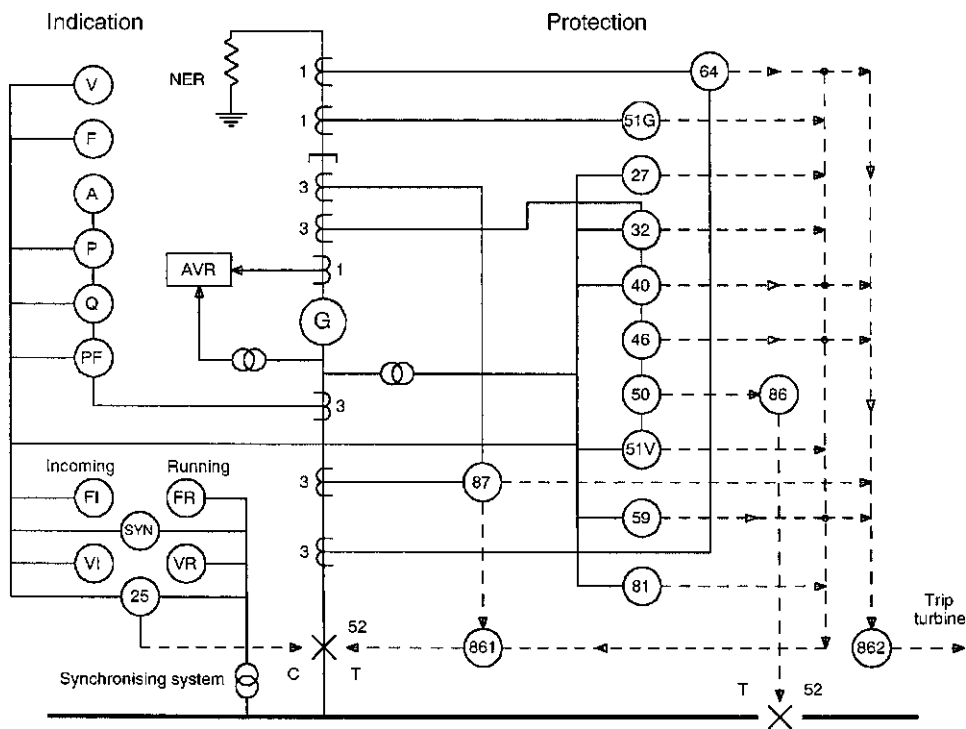 Indication
Protection
NER
1
64
V
1
51G
F
3
27
A
3
32
P
AVR
1
40
Q
G
46
PF
50
86
3
51V
Incoming
Running
FI
FR
3
87
SYN
59
VI
VR
3
25
81
52
861
862
Trip
turbine
C
T
Synchronising system
T
52